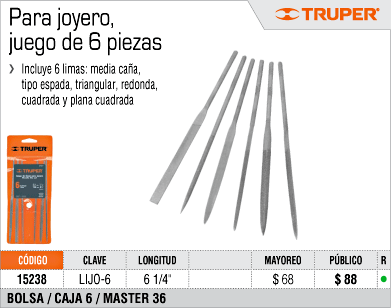 Para joyero,
juego de 6 piezas
TRUPER®
› Incluye 6 limas: media caña,
tipo espada, triangular, redonda,
cuadrada y plana cuadrada
TRUPER
6
CÓDIGO CLAVE LONGITUD MAYOREO PÚBLICO R
15238 LIJO-6 6 1/4" $ 68 $ 88
BOLSA / CAJA 6 / MASTER 36